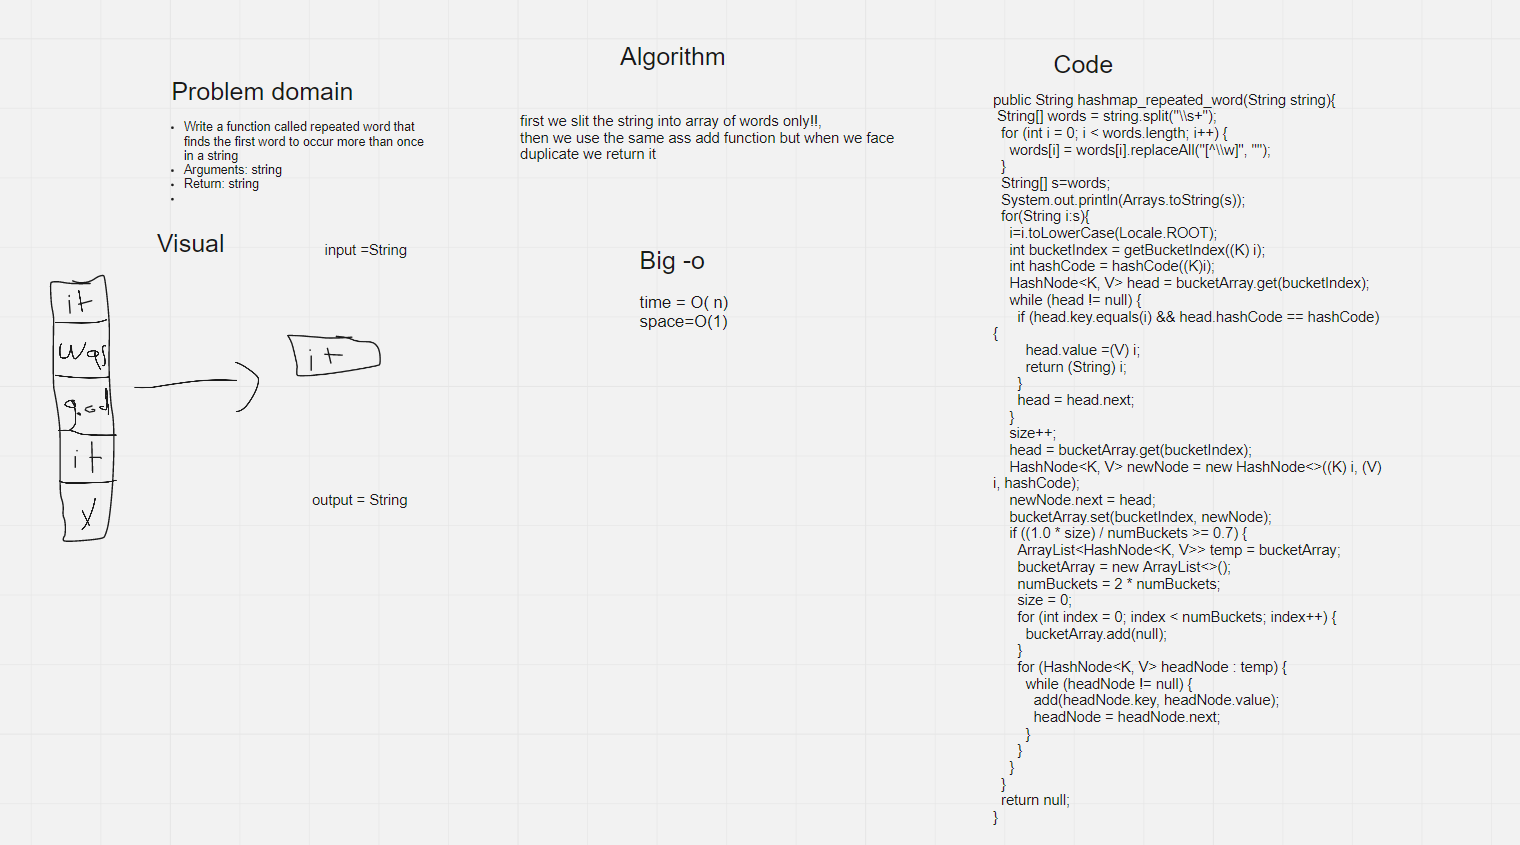 Problem domain
Write a function called repeated word that
finds the first word to occur more than once
in a string
Arguments: string
Return: string
Visual
input =String
it
was
god
it
X
it
output = String
Algorithm
first we slit the string into array of words only!!,
then we use the same ass add function but when we face
duplicate we return it
Big -o
time = O( n)
space=O(1)
Code
public String hashmap_repeated_word(String string){
String[] words = string.split("\\s+");
for (int i = 0; i < words.length; i++) {
words[i] = words[i].replaceAll("[^\\w]", "");
}
String[] s=words;
System.out.println(Arrays.toString(s));
for(String i:s){
i=i.toLowerCase(Locale.ROOT);
int bucketIndex = getBucketIndex((K) i);
int hashCode = hashCode((K)i);
HashNode<K, V> head = bucketArray.get(bucketIndex);
while (head != null) {
if (head.key.equals(i) && head.hashCode == hashCode)
{
head.value =(V) i;
return (String) i;
}
head = head.next;
}
size++;
head = bucketArray.get(bucketIndex);
HashNode<K, V> newNode = new HashNode<>((K) i, (V)
i, hashCode);
newNode.next = head;
bucketArray.set(bucketIndex, newNode);
if ((1.0 * size) / numBuckets >= 0.7) {
ArrayList<HashNode<K, V>> temp = bucketArray;
bucketArray = new ArrayList<>();
numBuckets = 2 * numBuckets;
size = 0;
for (int index = 0; index < numBuckets; index++) {
bucketArray.add(null);
}
for (HashNode<K, V> headNode : temp) {
while (headNode != null) {
add(headNode.key, headNode.value);
headNode = headNode.next;
}
}
}
}
return null;
}